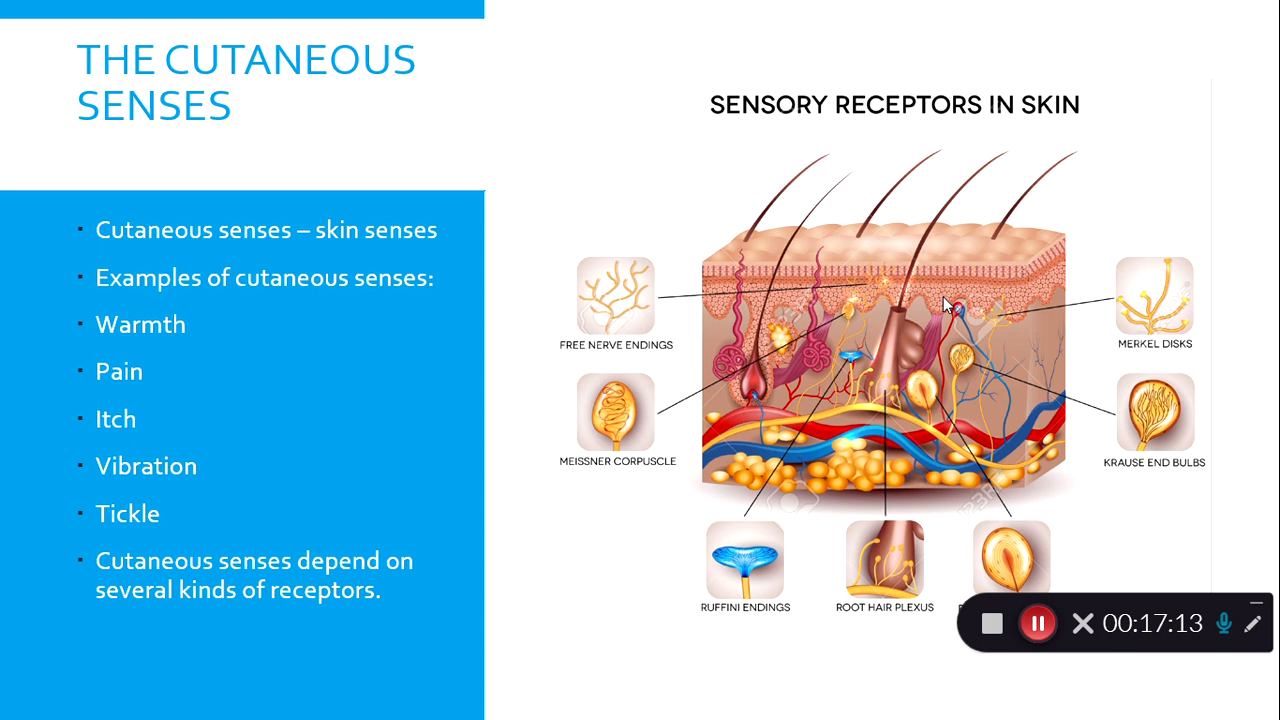 THE CUTANEOUS
SENSES
▪ Cutaneous senses – skin senses
▪ Examples of cutaneous senses:
▪ Warmth
▪ Pain
▪ Itch
▪ Vibration
▪ Tickle
▪ Cutaneous senses depend on
several kinds of receptors.
SENSORY RECEPTORS IN SKIN
FREE NERVE ENDINGS
MERKEL DISKS
MEISSNER CORPUSCLE
KRAUSE END BULBS
RUFFINI ENDINGS
ROOT HAIR PLEXUS
00:17:13